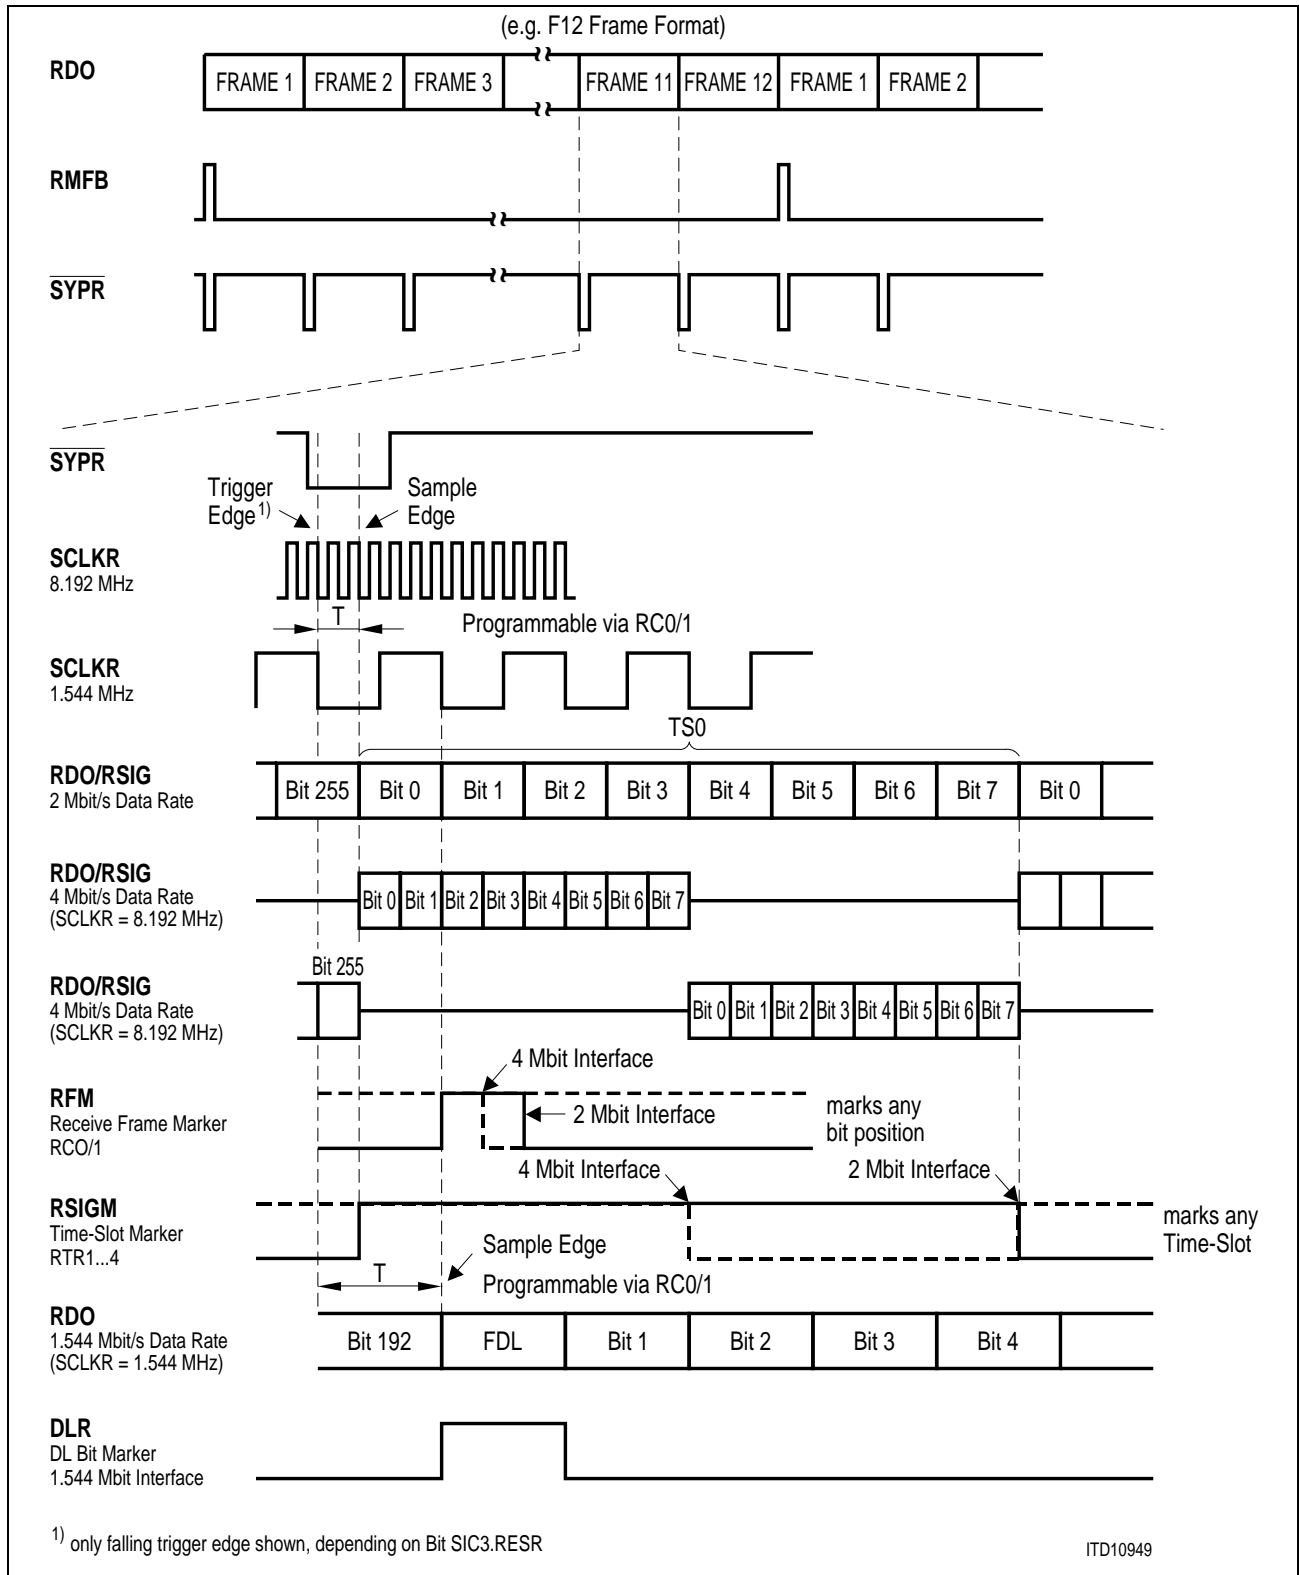 (e.g. F12 Frame Format)
RDO
FRAME 1 FRAME 2 FRAME 3 FRAME 11 FRAME 12 FRAME 1 FRAME 2
RMFB
SYPR
SYPR
Trigger
Edge 1)
Sample
Edge
SCLKR
8.192 MHz
T
Programmable via RC0/1
SCLKR
1.544 MHz
TS0
RDO/RSIG
2 Mbit/s Data Rate
Bit 255 Bit 0 Bit 1 Bit 2 Bit 3 Bit 4 Bit 5 Bit 6 Bit 7 Bit 0
RDO/RSIG
4 Mbit/s Data Rate
(SCLKR = 8.192 MHz)
Bit 0 Bit 1 Bit 2 Bit 3 Bit 4 Bit 5 Bit 6 Bit 7
Bit 255
RDO/RSIG
4 Mbit/s Data Rate
(SCLKR = 8.192 MHz)
Bit 0 Bit 1 Bit 2 Bit 3 Bit 4 Bit 5 Bit 6 Bit 7
4 Mbit Interface
RFM
Receive Frame Marker
RCO/1
2 Mbit Interface
marks any
bit position
4 Mbit Interface
2 Mbit Interface
RSIGM
Time-Slot Marker
RTR1...4
marks any
Time-Slot
T
Sample Edge
Programmable via RC0/1
RDO
1.544 Mbit/s Data Rate
(SCLKR = 1.544 MHz)
Bit 192 FDL Bit 1 Bit 2 Bit 3 Bit 4
DLR
DL Bit Marker
1.544 Mbit Interface
1) only falling trigger edge shown, depending on Bit SIC3.RESR
ITD10949